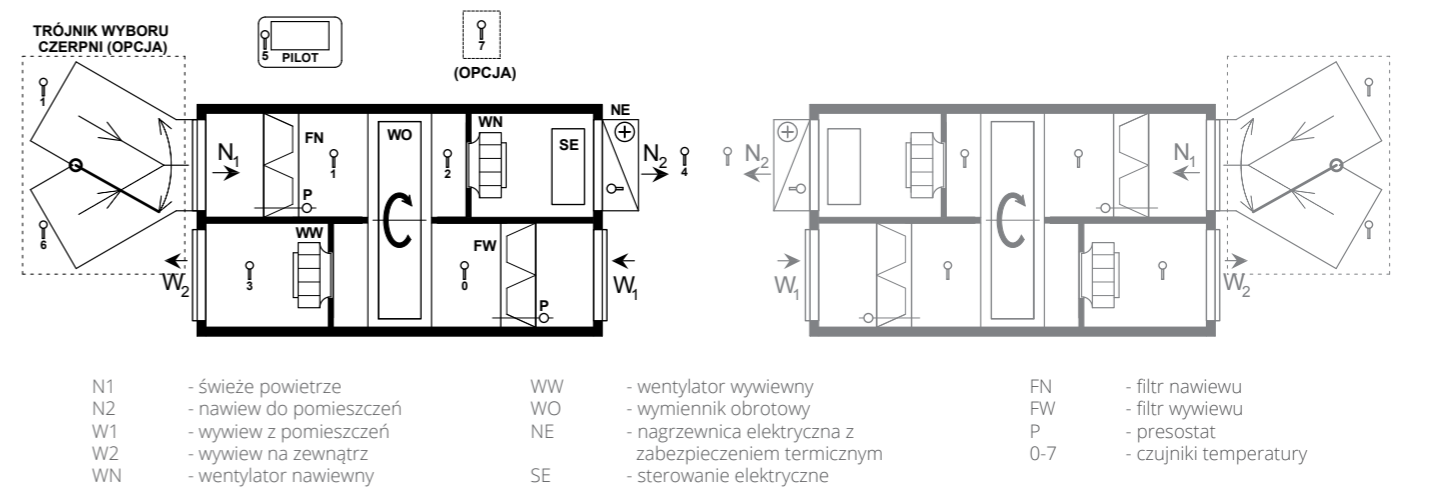 TRÓJNIK WYBORU
CZERPNI (OPCJA)
5
PILOT
7
(OPCJA)
1
6
N1
FN
1
P
WO
2
WN
SE
NE
N2
4
W2
3
WW
0
FW
P
W1
N2
N1
W1
W2
N1 - świeże powietrze
N2 - nawiew do pomieszczeń
W1 - wywiew z pomieszczeń
W2 - wywiew na zewnątrz
WN - wentylator nawiewny
WW - wentylator wywiewny
WO - wymiennik obrotowy
NE - nagrzewnica elektryczna z
zabezpieczeniem termicznym
SE - sterowanie elektryczne
FN - filtr nawiewu
FW - filtr wywiewu
P - presostat
0-7 - czujniki temperatury